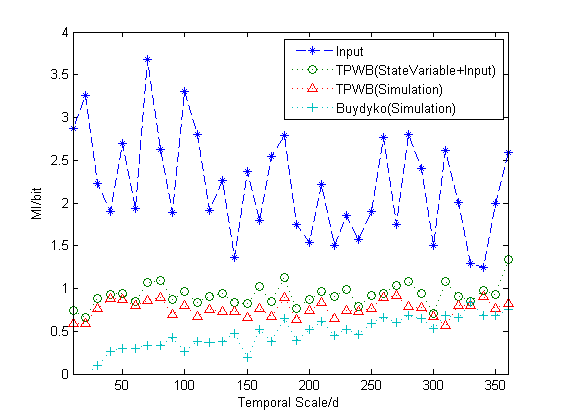 4
3.5
3
2.5
2
1.5
1
0.5
0
MI/bit
Input
TPWB(StateVariable+Input)
TPWB(Simulation)
Buydyko(Simulation)
50
100
150
200
250
300
350
Temporal Scale/d